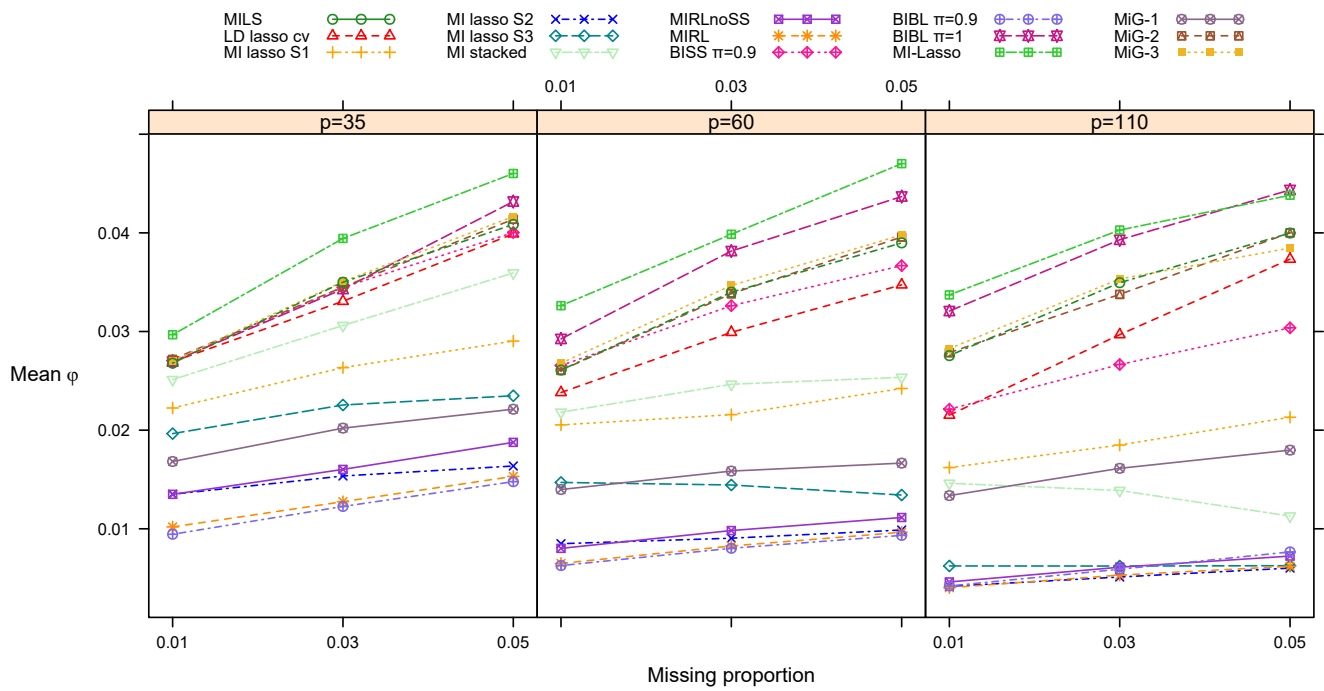 MILS MI lasso S2 MIRLnoSS BIBL π=0.9 MiG-1
LD lasso cv MI lasso S3 MIRL BIBL π=1 MiG-2
MI lasso S1 MI stacked BISS π=0.9 MI-Lasso MiG-3
0.01 0.03 0.05
p=35 p=60 p=110
0.04
0.03
Mean φ
0.02
0.01
0.01 0.03 0.05 0.01 0.03 0.05
Missing proportion